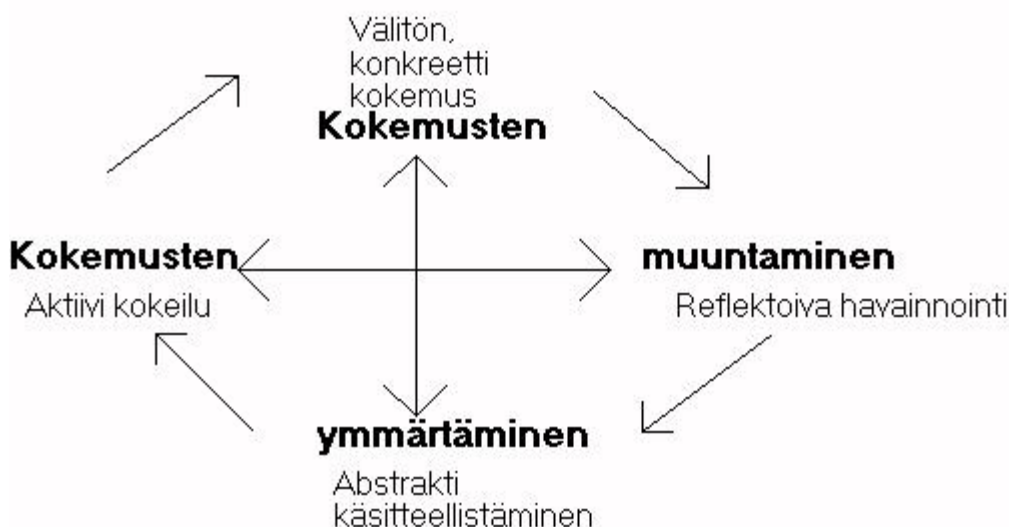 Välitön,
konkreetti
kokemus
Kokemusten
Kokemusten
muuntaminen
Aktiivi kokeilu
Reflektoiva havainnointi
ymmärtäminen
Abstrakti
käsitteellistäminen